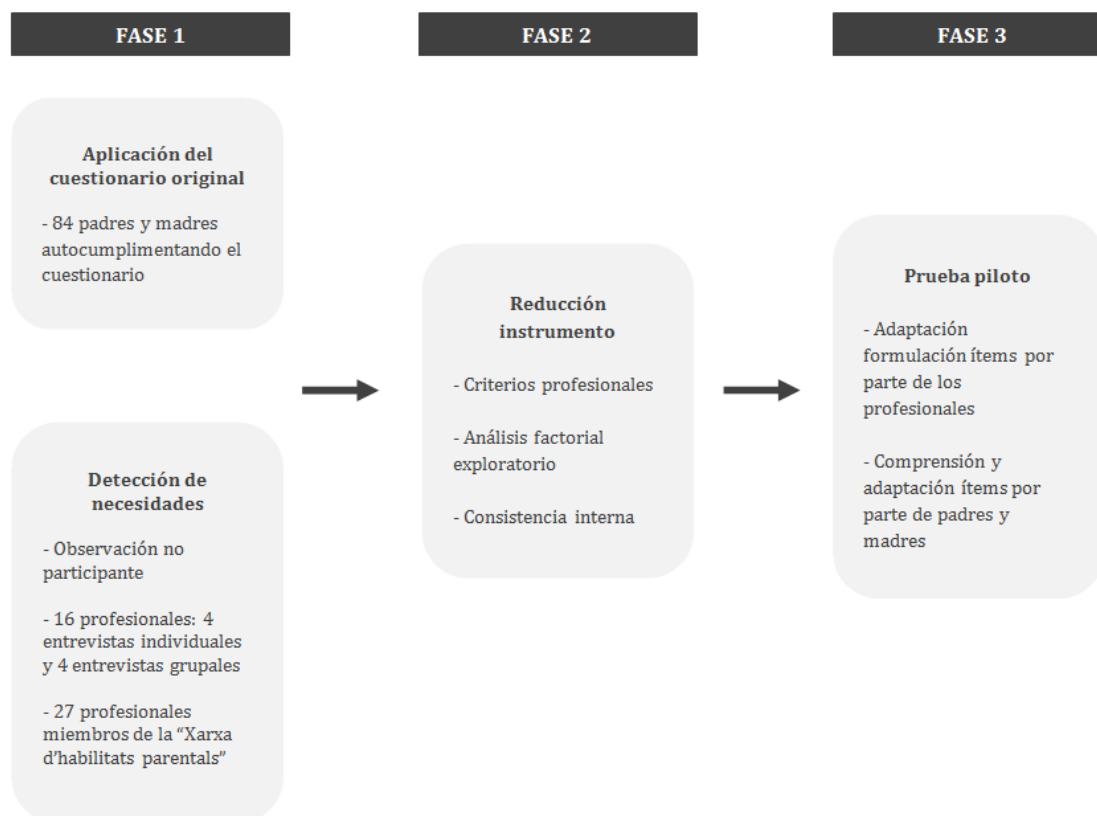 FASE 1
Aplicación del
cuestionario original
- 84 padres y madres
autocumplimentando el
cuestionario
Detección de
necesidades
- Observación no
participante
- 16 profesionales: 4
entrevistas individuales
y 4 entrevistas grupales
- 27 profesionales
miembros de la “Xarxa
d’habilitats parentals”
FASE 2
Reducción
instrumento
- Criterios profesionales
- Análisis factorial
exploratorio
- Consistencia interna
FASE 3
Prueba piloto
- Adaptación
formulación ítems por
parte de los
profesionales
- Comprensión y
adaptación ítems por
parte de padres y
madres